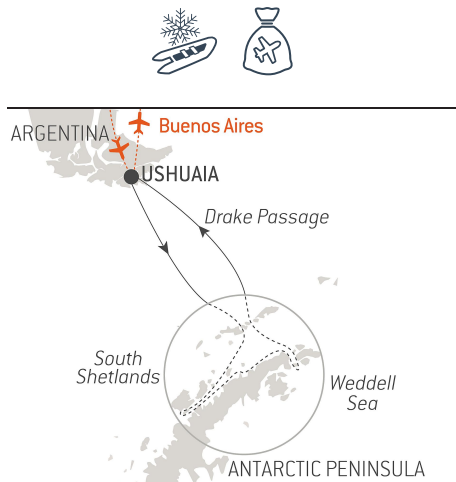 ARGENTINA
Buenos Aires
USHUAIA
Drake Passage
South
Shetlands
Weddell
Sea
ANTARCTIC PENINSULA